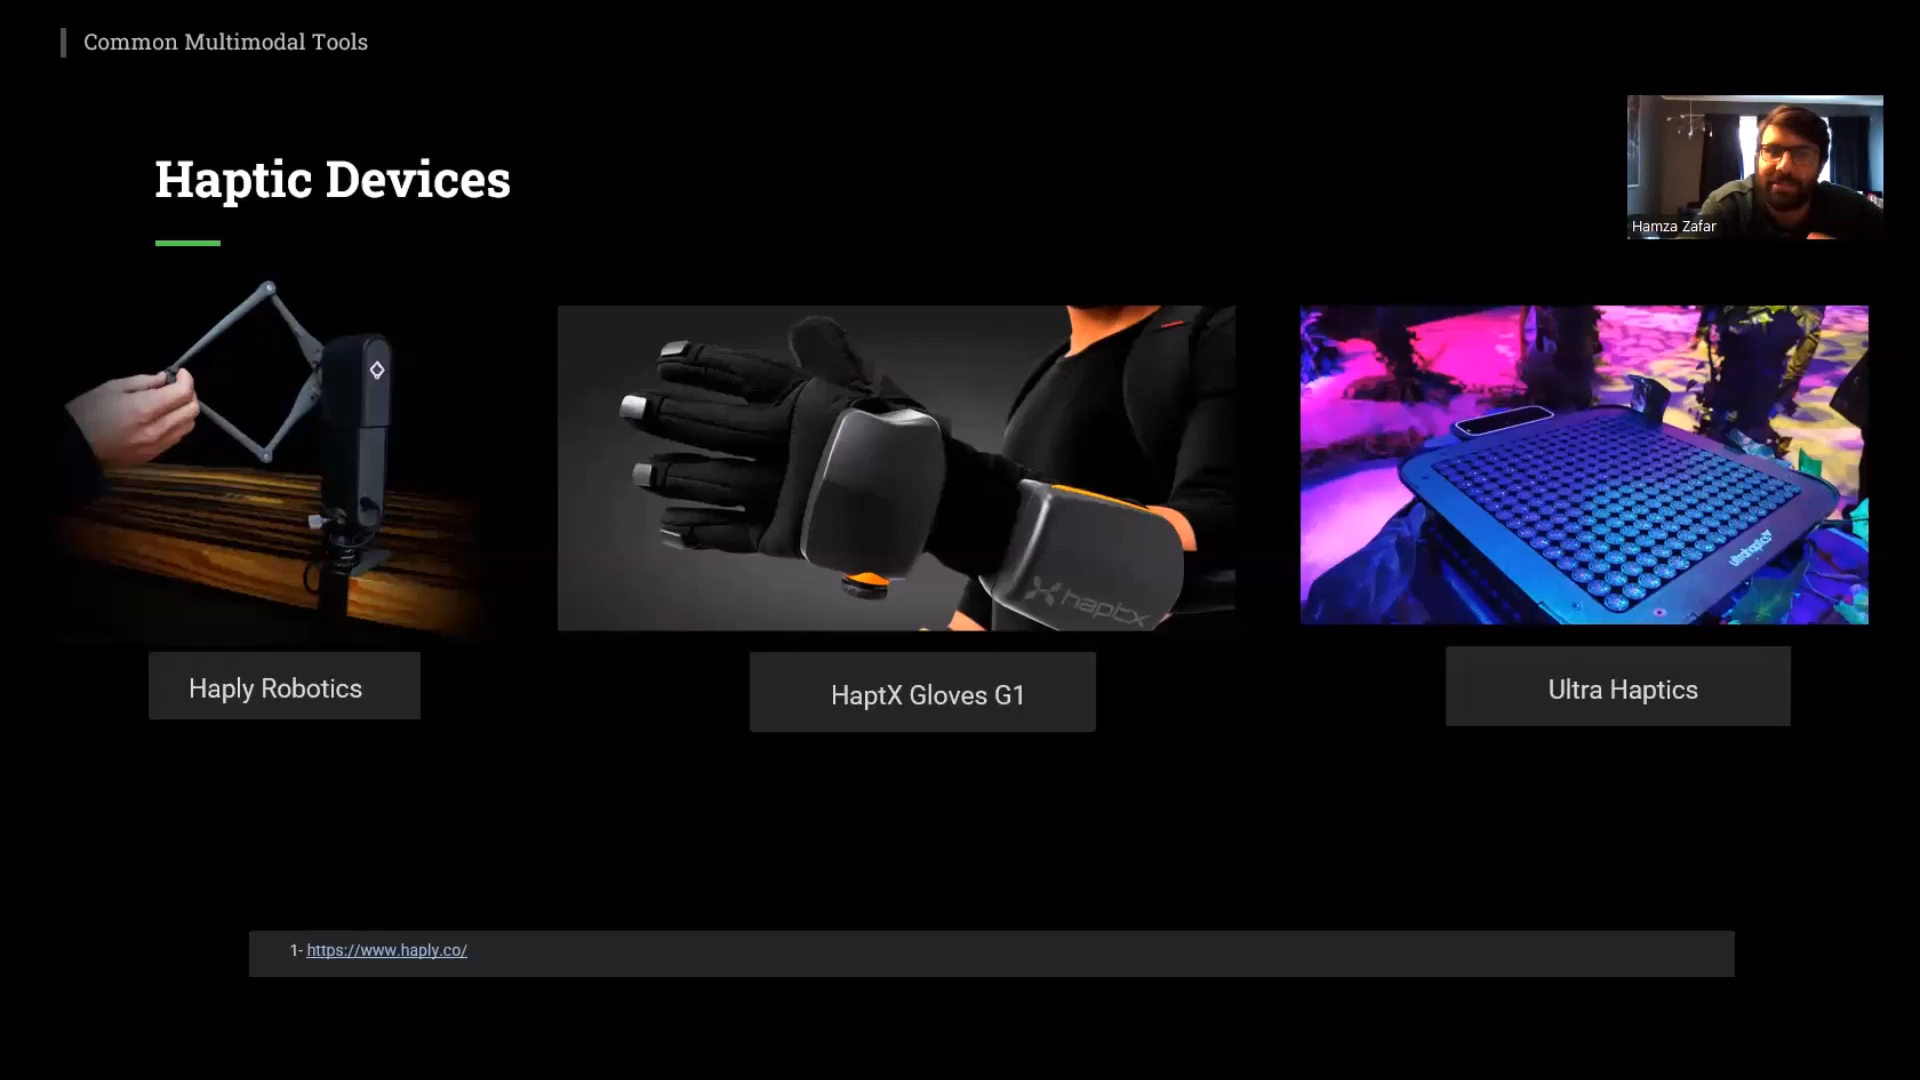 Common Multimodal Tools
Haptic Devices
Hamza Zafar
haptx
ultrahaptics
Haply Robotics
HaptX Gloves G1
Ultra Haptics
1- https://www.haply.co/